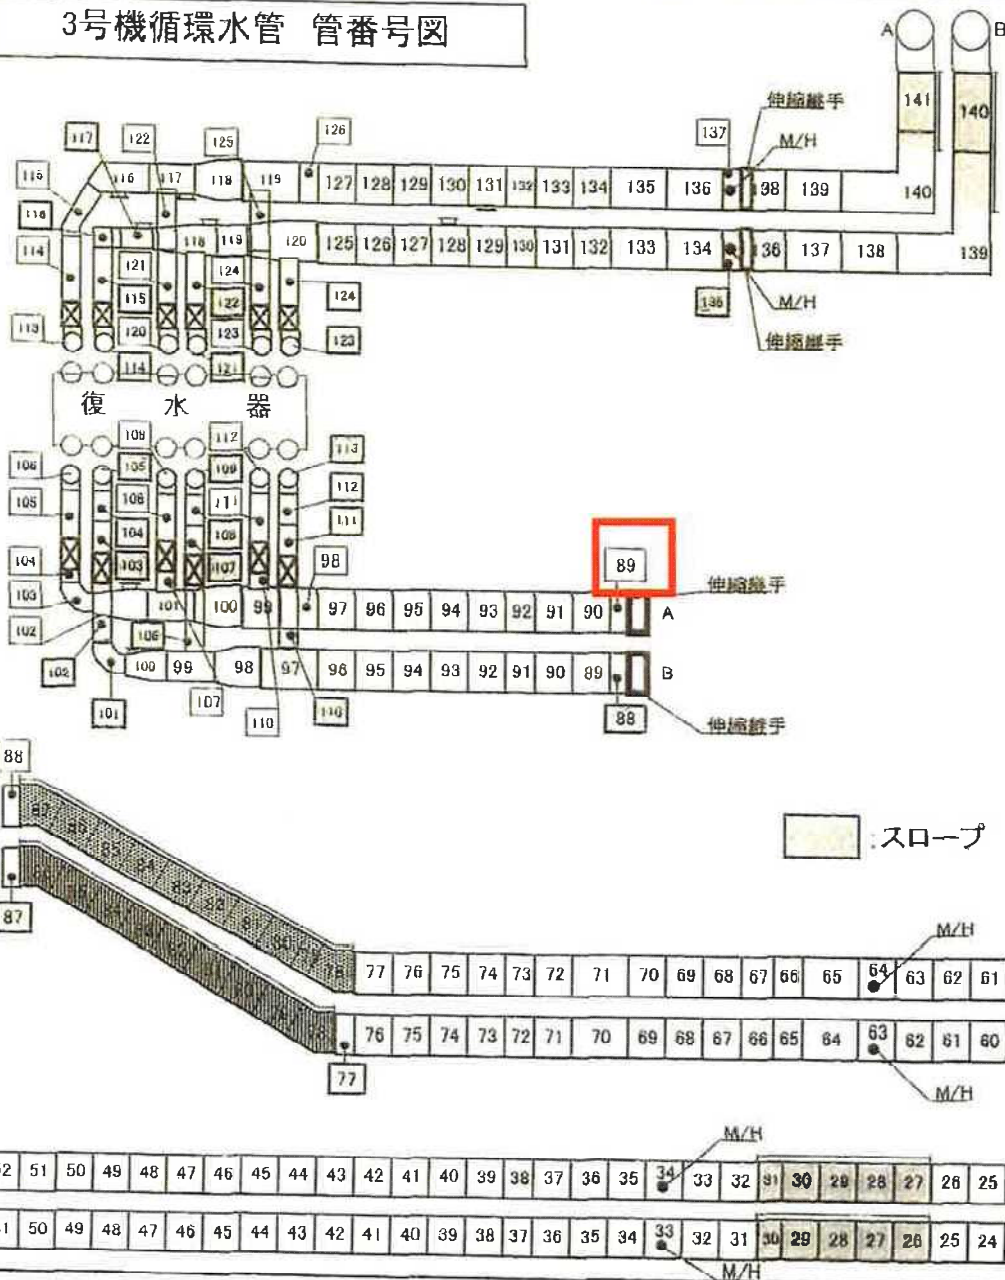 3号機循環水管 管番号図
A B
141 140
伸縮継手
117 122 125 126 137 M/H
115 116 117 118 119 127 128 129 130 131 132 133 134 135 136 138 139 140
116 118 119 120 125 126 127 128 129 130 131 132 133 134 136 137 138 139
114 121 124 124
115 122 135 M/H
113 120 123 123 伸縮継手
114 121
復水器
108 112 113
106 105 109 112
105 106 111
104 108 111
104 103 107 98 89 伸縮継手
103 101 100 99 97 96 95 94 93 92 91 90 A
102 106
102 100 99 98 97 96 95 94 93 92 91 90 89 B
101 107 110 110 88 伸縮継手
88
:スロープ
87
M/H
78 77 76 75 74 73 72 71 70 69 68 67 66 65 64 63 62 61
76 75 74 73 72 71 70 69 68 67 66 65 64 63 62 61 60
77 M/H
M/H
51 50 49 48 47 46 45 44 43 42 41 40 39 38 37 36 35 34 33 32 31 30 29 28 27 26 25
50 49 48 47 46 45 44 43 42 41 40 39 38 37 36 35 34 33 32 31 30 29 28 27 26 25 24
M/H